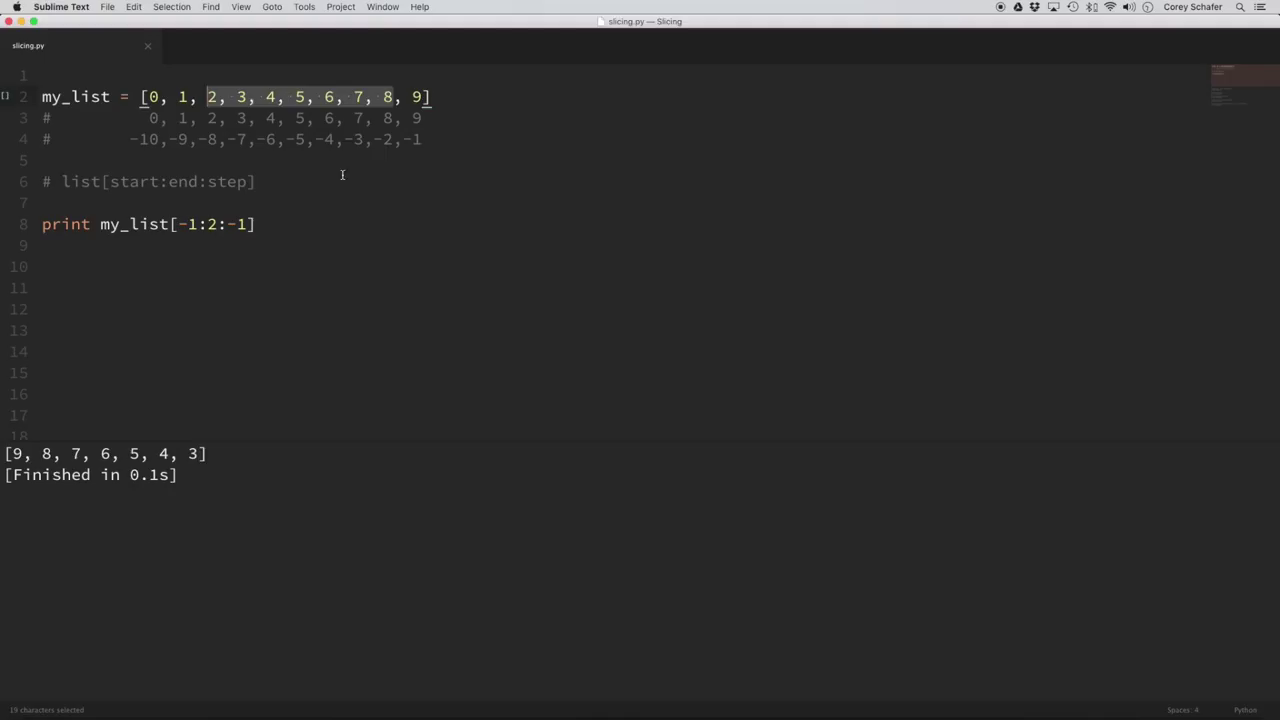 Sublime Text File Edit Selection Find View Goto Tools Project Window Help Corey Schafer
slicing.py — Slicing
slicing.py
1
2 my_list = [0, 1, 2, 3, 4, 5, 6, 7, 8, 9]
3 # 0, 1, 2, 3, 4, 5, 6, 7, 8, 9
4 # -10,-9,-8,-7,-6,-5,-4,-3,-2,-1
5
6 # list[start:end:step]
7
8 print my_list[-1:2:-1]
9
10
11
12
13
14
15
16
17
18
[9, 8, 7, 6, 5, 4, 3]
[Finished in 0.1s]
19 characters selected Spaces: 4 Python